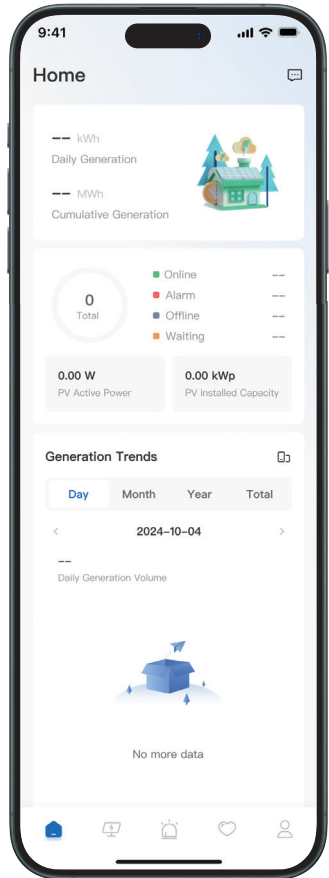 9:41
Home
-- kWh
Daily Generation
-- MWh
Cumulative Generation
0
Total
Online --
Alarm --
Offline --
Waiting --
0.00 W
PV Active Power
0.00 kWp
PV Installed Capacity
Generation Trends
Day Month Year Total
< 2024-10-04 >
--
Daily Generation Volume
No more data